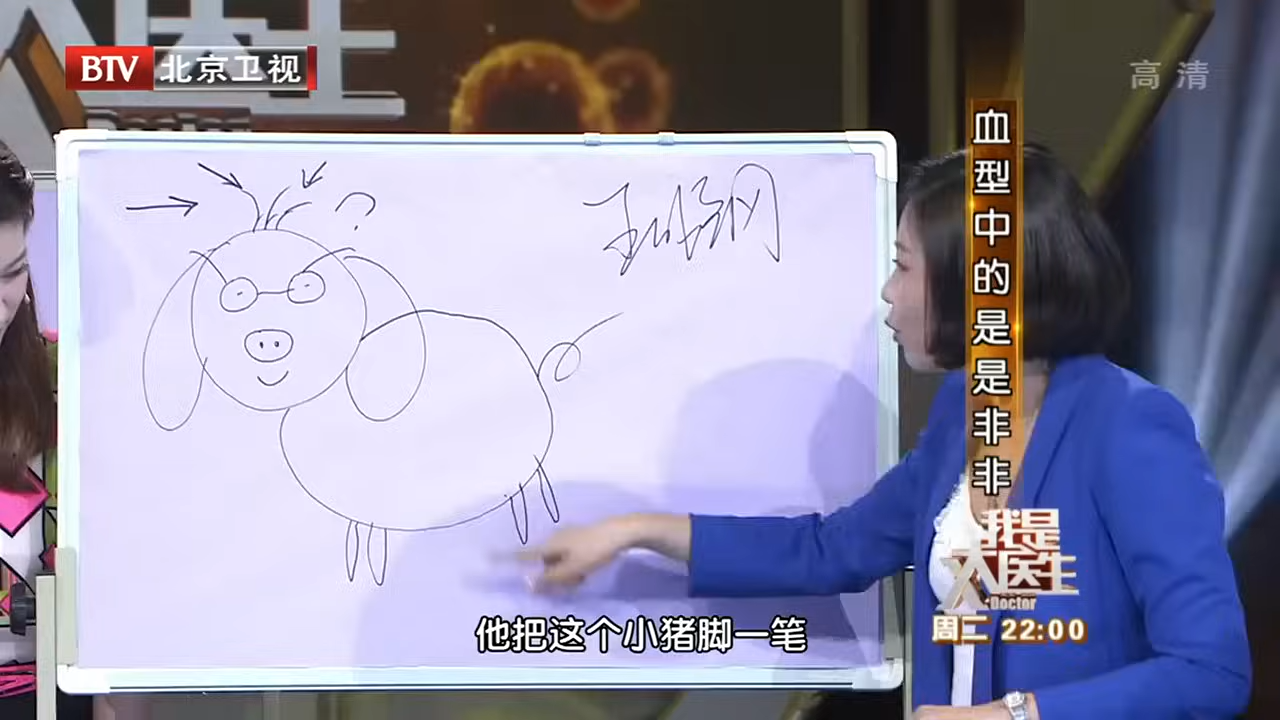 BTV 北京卫视
高清
血型中的是是非非
?
我是
大医生
Doctor
周二 22:00
他把这个小猪脚一笔